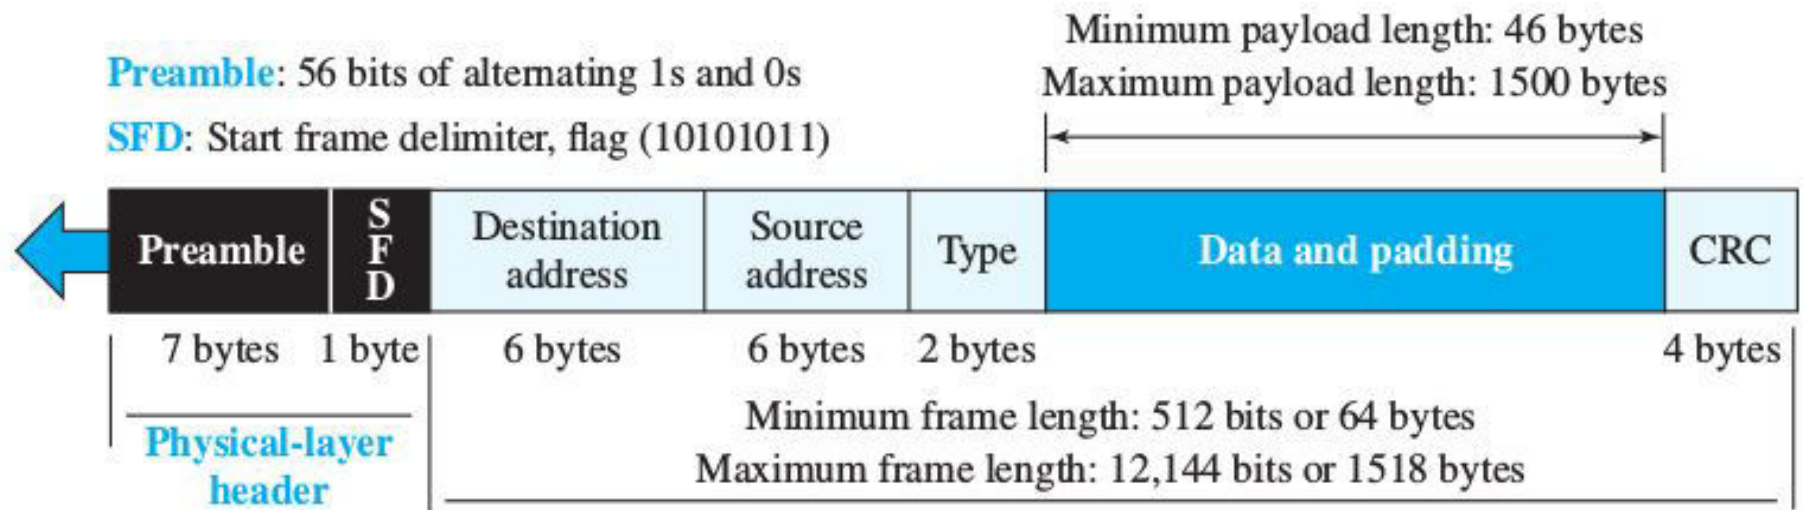 Minimum payload length: 46 bytes
Maximum payload length: 1500 bytes
Preamble: 56 bits of alternating 1s and 0s
SFD: Start frame delimiter, flag (10101011)
Preamble
SFD
Destination address
Source address
Type
Data and padding
CRC
7 bytes
1 byte
6 bytes
6 bytes
2 bytes
4 bytes
Physical-layer header
Minimum frame length: 512 bits or 64 bytes
Maximum frame length: 12,144 bits or 1518 bytes